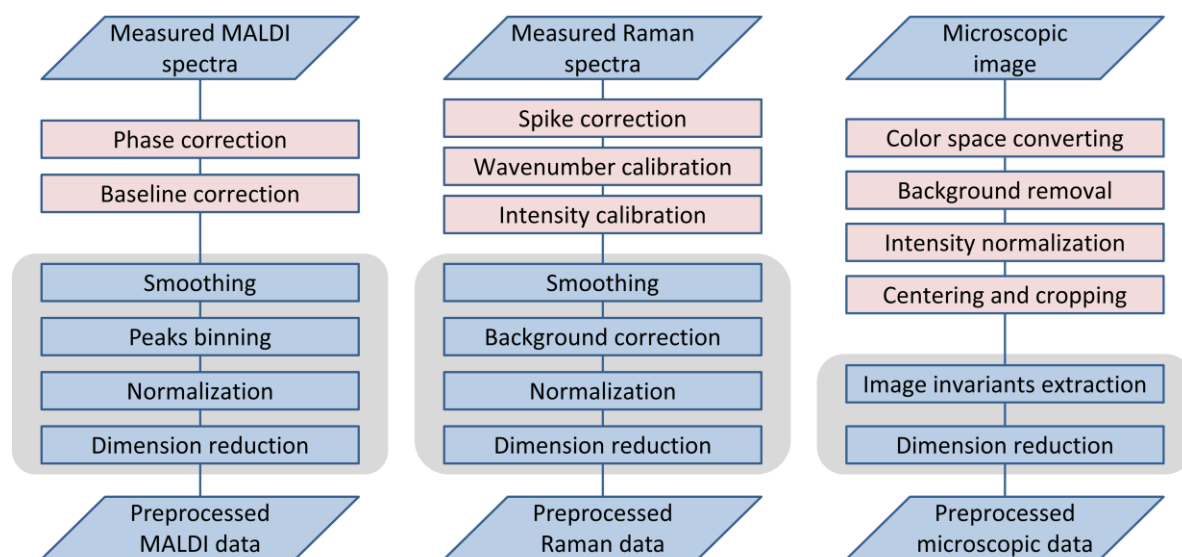 Measured MALDI
spectra
Phase correction
Baseline correction
Smoothing
Peaks binning
Normalization
Dimension reduction
Preprocessed
MALDI data
Measured Raman
spectra
Spike correction
Wavenumber calibration
Intensity calibration
Smoothing
Background correction
Normalization
Dimension reduction
Preprocessed
Raman data
Microscopic
image
Color space converting
Background removal
Intensity normalization
Centering and cropping
Image invariants extraction
Dimension reduction
Preprocessed
microscopic data